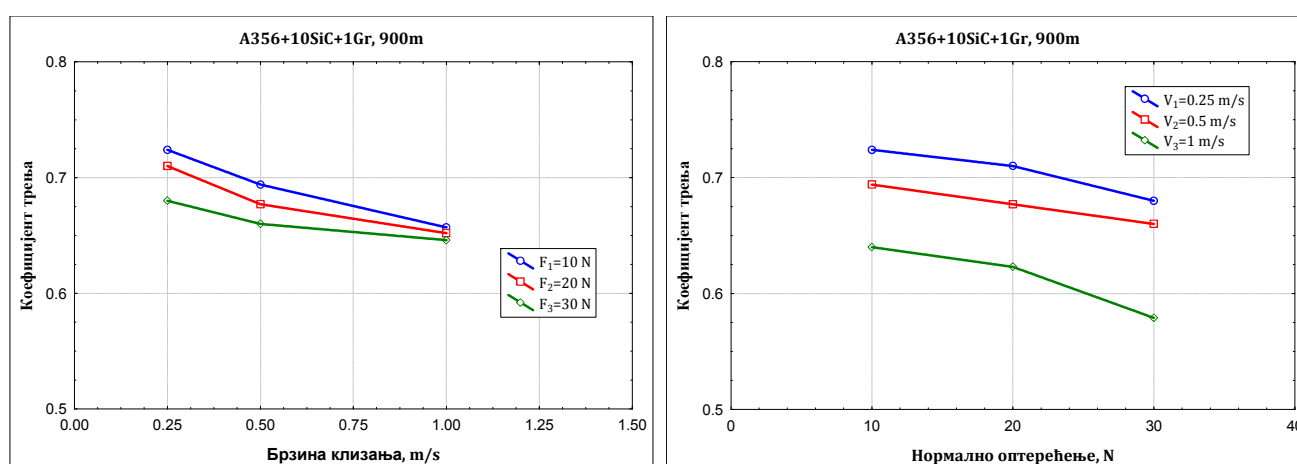 A356+10SiC+1Gr, 900m
0.8
0.7
0.6
0.5
Коефицијент трења
F₁=10 N
F₂=20 N
F₃=30 N
0.00 0.25 0.50 0.75 1.00 1.25 1.50
Брзина клизања, m/s
A356+10SiC+1Gr, 900m
0.8
0.7
0.6
0.5
Коефицијент трења
V₁=0.25 m/s
V₂=0.5 m/s
V₃=1 m/s
0 10 20 30 40
Нормално оптерећење, N